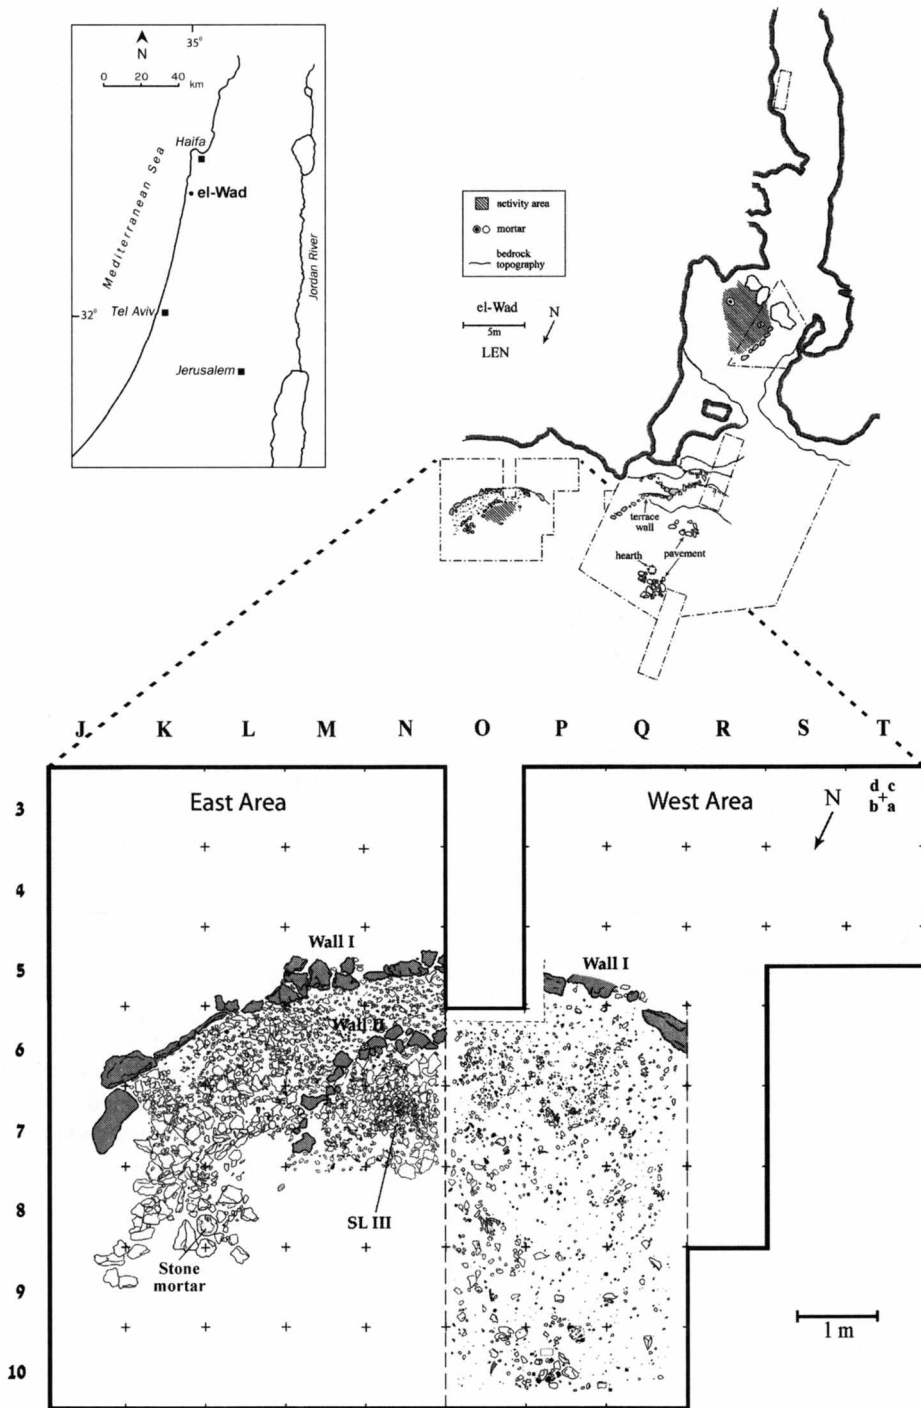 35°
N
0 20 40
km
Haifa
Mediterranean Sea
el-Wad
Jordan River
32°
Tel Aviv
Jerusalem
activity area
mortar
bedrock
topography
el-Wad
N
5m
LEN
terrace
wall
hearth
pavement
J K L M N O P Q R S T
3
4
5
6
7
8
9
10
East Area
West Area
N
d c
b a
Wall I
Wall I
Wall II
SL III
Stone
mortar
1 m